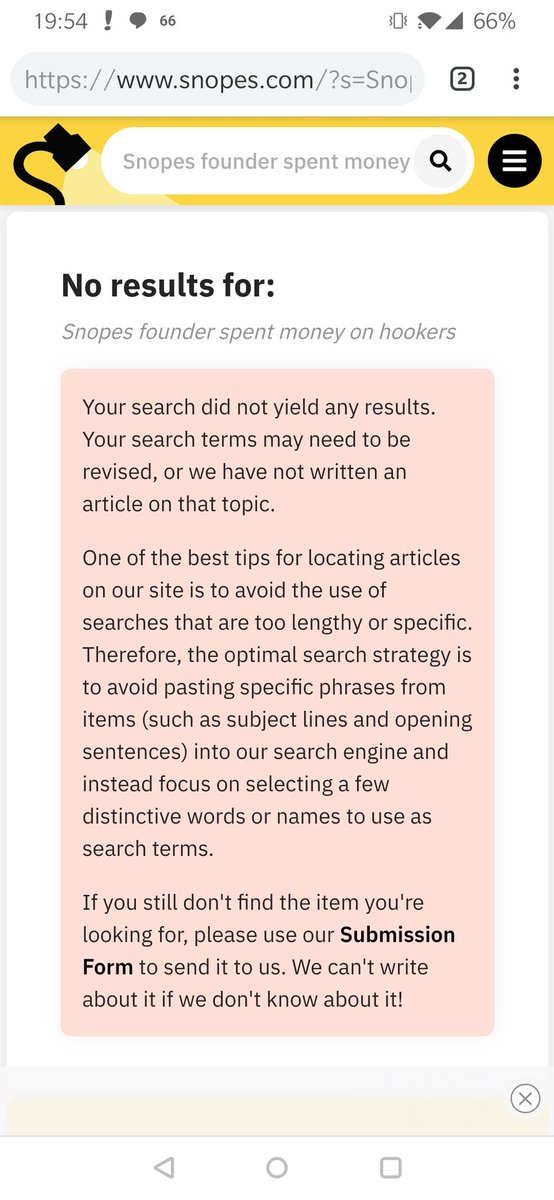 19:54 66 66%
https://www.snopes.com/?s=Sno 2
Snopes founder spent money
No results for:
Snopes founder spent money on hookers
Your search did not yield any results.
Your search terms may need to be
revised, or we have not written an
article on that topic.
One of the best tips for locating articles
on our site is to avoid the use of
searches that are too lengthy or specific.
Therefore, the optimal search strategy is
to avoid pasting specific phrases from
items (such as subject lines and opening
sentences) into our search engine and
instead focus on selecting a few
distinctive words or names to use as
search terms.
If you still don't find the item you're
looking for, please use our Submission
Form to send it to us. We can't write
about it if we don't know about it!